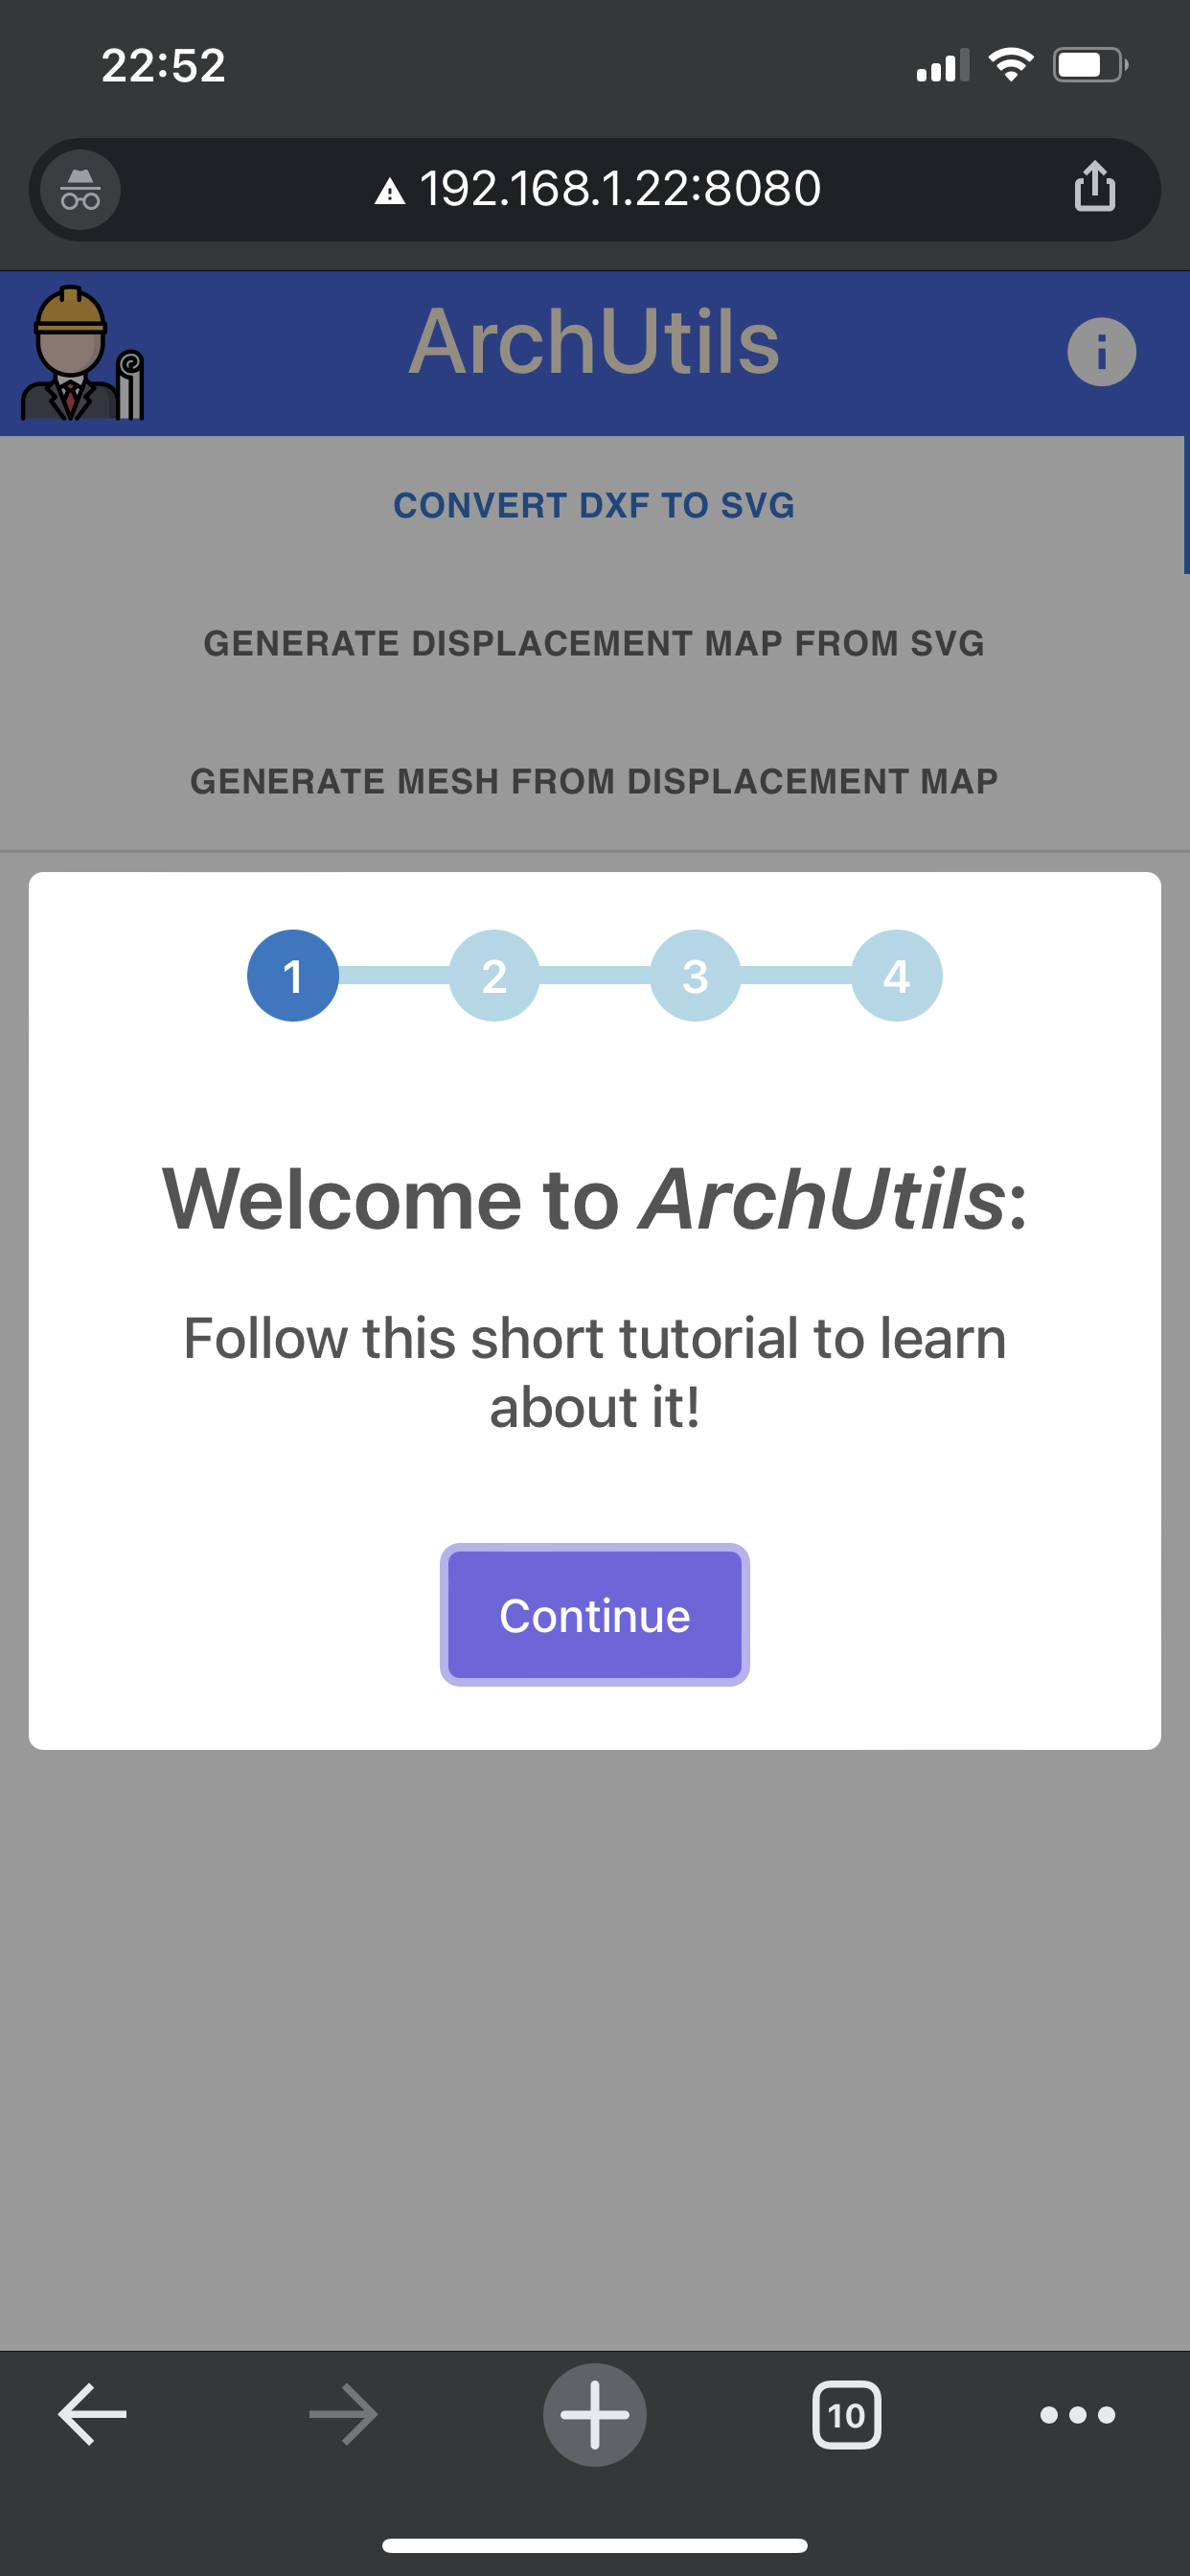 22:52
192.168.1.22:8080
ArchUtils
i
CONVERT DXF TO SVG
GENERATE DISPLACEMENT MAP FROM SVG
GENERATE MESH FROM DISPLACEMENT MAP
1 2 3 4
Welcome to ArchUtils:
Follow this short tutorial to learn
about it!
Continue
10